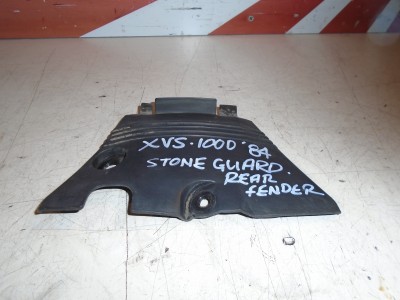 XVS.1000 '84
STONE GUARD.
REAR
FENDER.